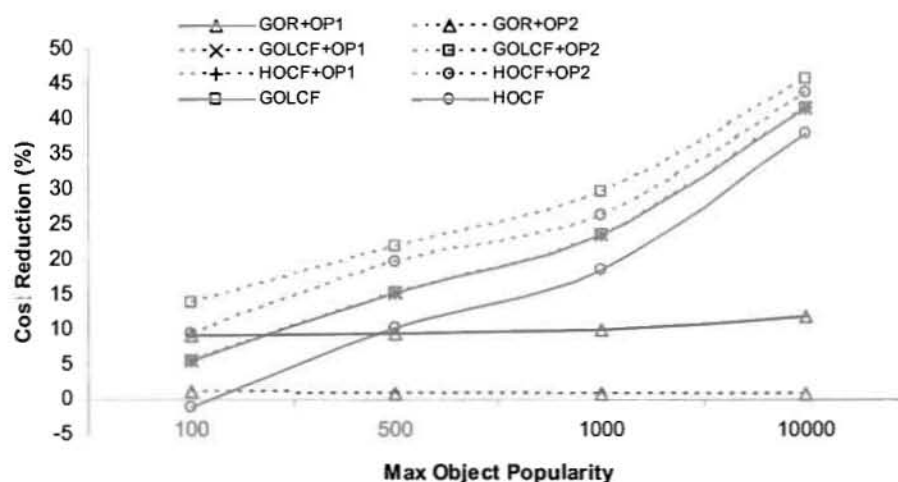 GOR+OP1
GOR+OP2
GOLCF+OP1
GOLCF+OP2
HOCF+OP1
HOCF+OP2
GOLCF
HOCF
50
45
40
35
30
25
20
15
10
5
0
-5
Cost Reduction (%)
100 500 1000 10000
Max Object Popularity